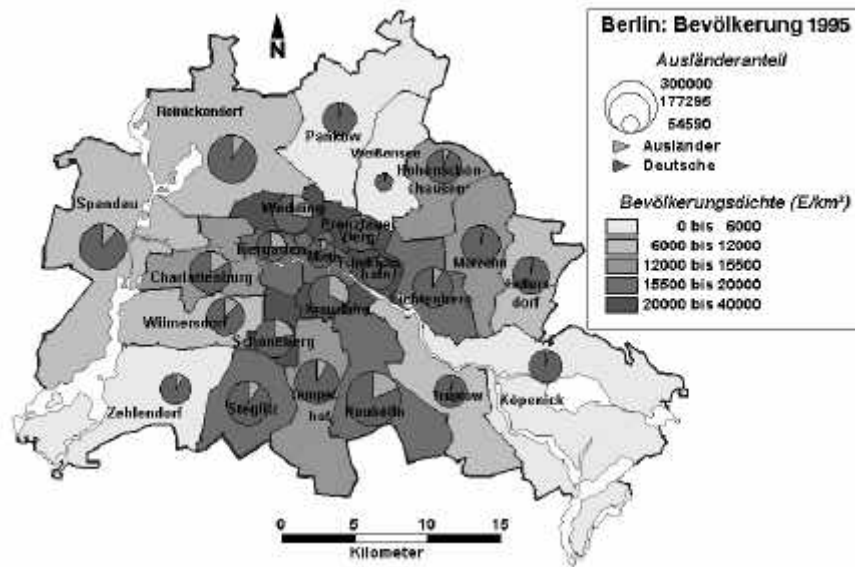 Berlin: Bevölkerung 1995
Ausländeranteil
300000
177295
54590
Ausländer
Deutsche
Bevölkerungsdichte (E/km²)
0 bis 6000
6000 bis 12000
12000 bis 15500
15500 bis 20000
20000 bis 40000
N
Reinickendorf
Pankow
Weißensee
Hohenschön-
hausen
Spandau
Wedding
Prenzlauer
Berg
Tiergarten
Mitte
Charlottenburg
Lichtenberg
Marzahn
Hellers-
dorf
Wilmersdorf
Kreuzberg
Schöneberg
Zehlendorf
Steglitz
Tempel-
hof
Neukölln
Treptow
Köpenick
0 5 10 15
Kilometer